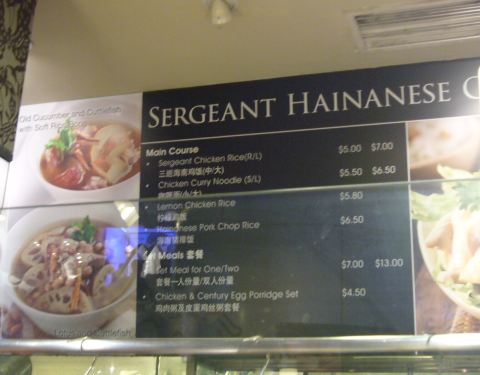 Old Cucumber and Cuttlefish
with Soft Rib
SERGEANT HAINANESE C
Main Course
• Sergeant Chicken Rice(R/L) $5.00 $7.00
三巡海南鸡饭(中/大)
• Chicken Curry Noodle (S/L) $5.50 $6.50
Lemon Chicken Rice $5.80
柠檬鸡饭
Hainanese Pork Chop Rice $6.50
海南猪排饭
Set Meals 套餐
Set Meal for One/Two $7.00 $13.00
套餐一人份量/双人份量
• Chicken & Century Egg Porridge Set $4.50
鸡肉粥及皮蛋鸡丝粥套餐
Cuttlefish